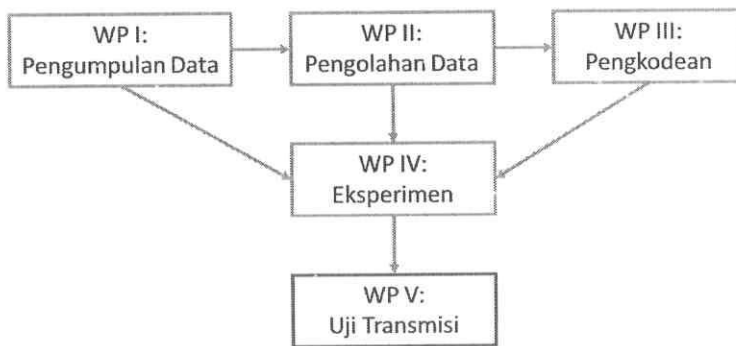 WP I:
Pengumpulan Data
WP II:
Pengolahan Data
WP III:
Pengkodean
WP IV:
Eksperimen
WP V:
Uji Transmisi